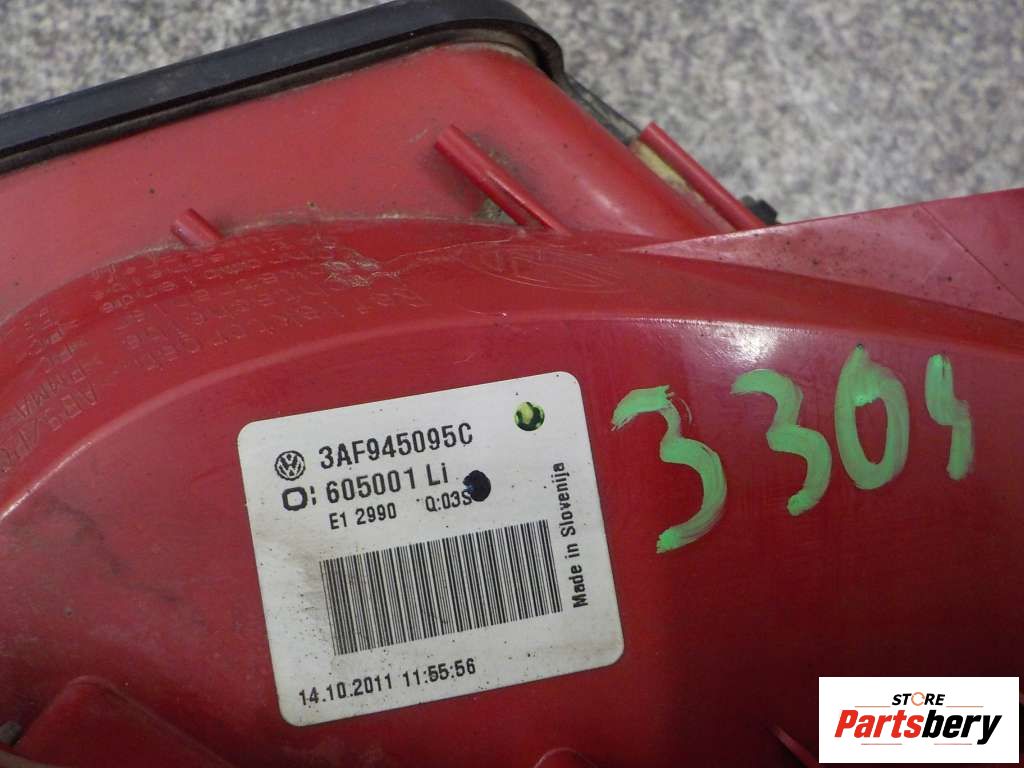 3AF945095C
605001 Li
E1 2990 Q:03S
Made in Slovenija
14.10.2011 11:55:56
3304
STORE
Partsbery